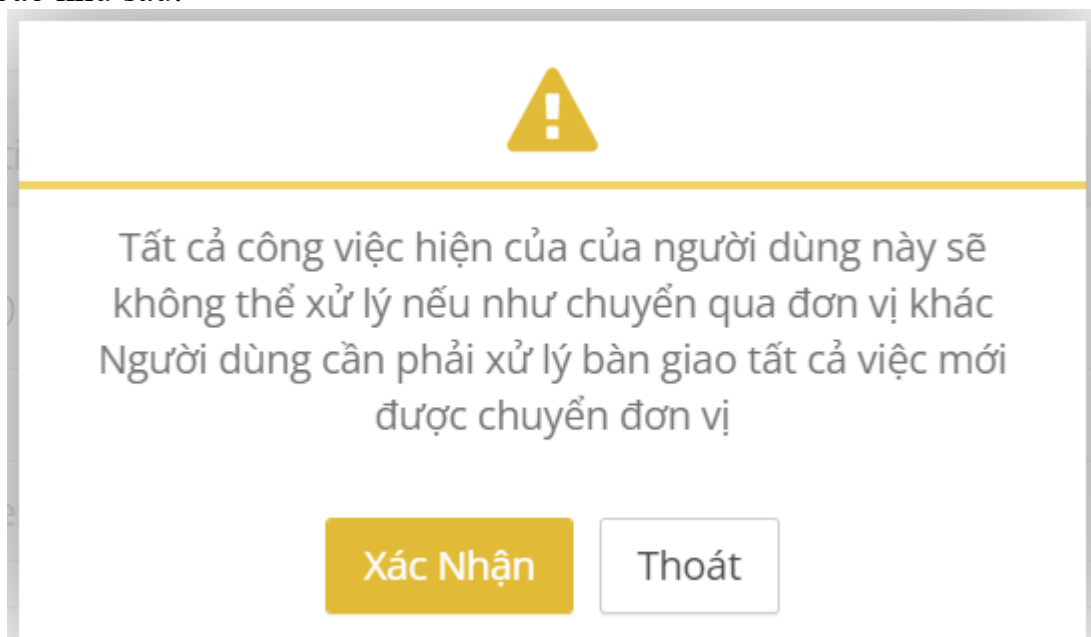 Tất cả công việc hiện của của người dùng này sẽ
không thể xử lý nếu như chuyển qua đơn vị khác
Người dùng cần phải xử lý bàn giao tất cả việc mới
được chuyển đơn vị
Xác Nhận
Thoát